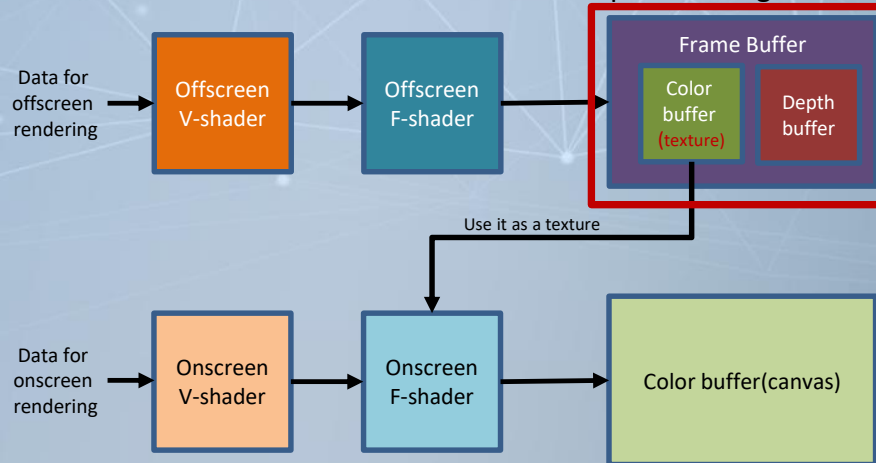 Frame Buffer
Data for
offscreen
rendering
Offscreen
V-shader
Offscreen
F-shader
Color
buffer
(texture)
Depth
buffer
Use it as a texture
Data for
onscreen
rendering
Onscreen
V-shader
Onscreen
F-shader
Color buffer(canvas)